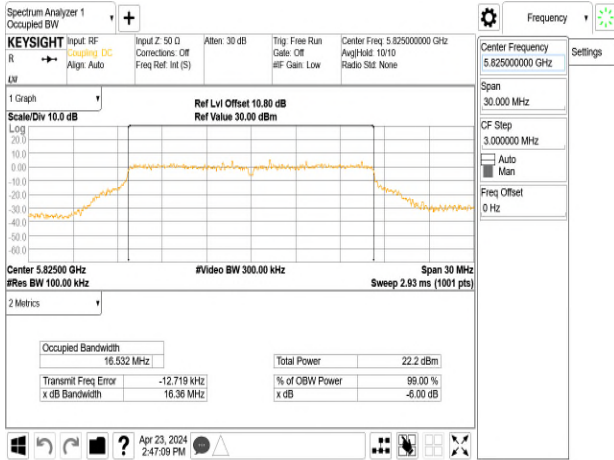 Spectrum Analyzer 1
Occupied BW
Frequency
KEYSIGHT
R
Input: RF
Coupling: DC
Align: Auto
Input Z: 50 Ω
Corrections: Off
Freq Ref: Int (S)
Atten: 30 dB
Trig: Free Run
Gate: Off
#IF Gain: Low
Center Freq: 5.825000000 GHz
Avg|Hold: 10/10
Radio Std: None
Center Frequency
5.825000000 GHz
Settings
Span
30.000 MHz
CF Step
3.000000 MHz
Auto
Man
Freq Offset
0 Hz
1 Graph
Scale/Div 10.0 dB
Ref Lvl Offset 10.80 dB
Ref Value 30.00 dBm
Log
20.0
10.0
0.00
-10.0
-20.0
-30.0
-40.0
-50.0
-60.0
Center 5.82500 GHz
#Res BW 100.00 kHz
#Video BW 300.00 kHz
Span 30 MHz
Sweep 2.93 ms (1001 pts)
2 Metrics
Occupied Bandwidth
16.532 MHz
Total Power 22.2 dBm
Transmit Freq Error -12.719 kHz
% of OBW Power 99.00 %
x dB Bandwidth 16.36 MHz
x dB -6.00 dB
Apr 23, 2024
2:47:09 PM